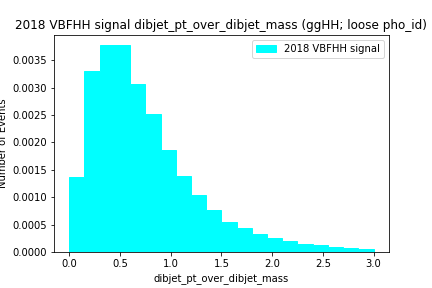 2018 VBFHH signal dibjet_pt_over_dibjet_mass (ggHH; loose pho_id)
2018 VBFHH signal
Number of Events
0.0035
0.0030
0.0025
0.0020
0.0015
0.0010
0.0005
0.0000
0.0 0.5 1.0 1.5 2.0 2.5 3.0
dibjet_pt_over_dibjet_mass